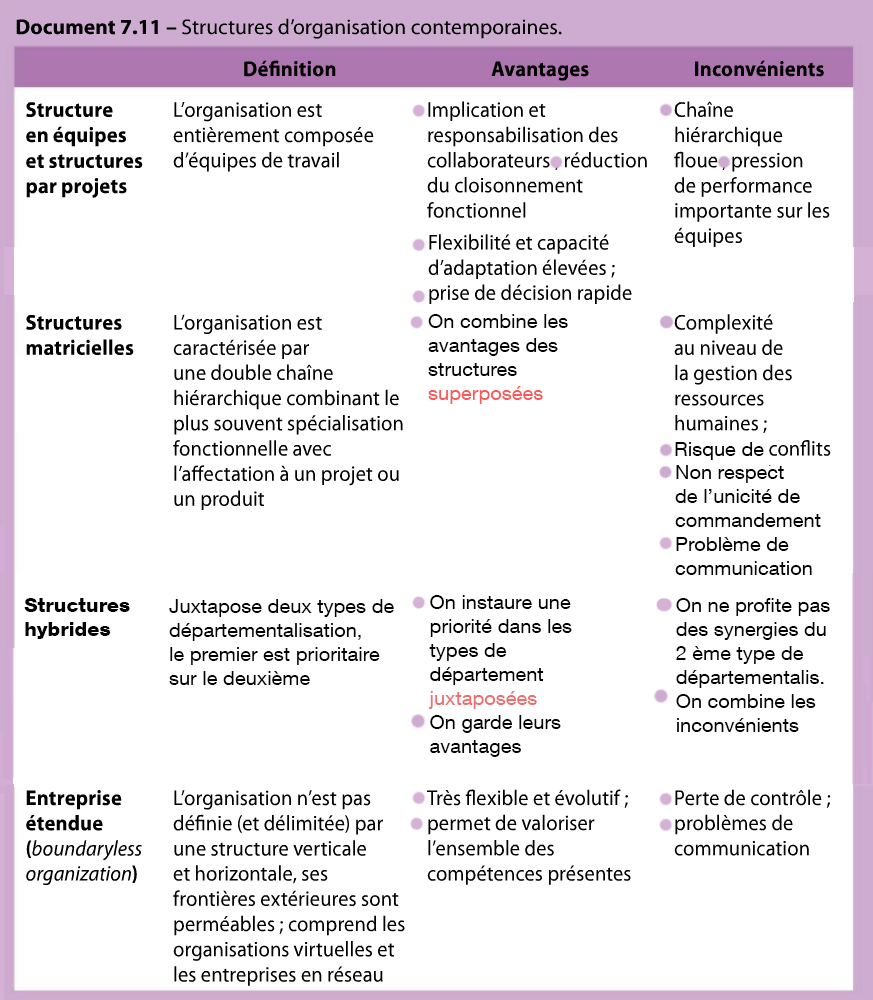 Document 7.11 – Structures d'organisation contemporaines.
Définition
Avantages
Inconvénients
Structure
en équipes
et structures
par projets
L'organisation est
entièrement composée
d'équipes de travail
Implication et
responsabilisation des
collaborateurs réduction
du cloisonnement
fonctionnel
Flexibilité et capacité
d'adaptation élevées ;
prise de décision rapide
Chaîne
hiérarchique
floue pression
de performance
importante sur les
équipes
Structures
matricielles
L'organisation est
caractérisée par
une double chaîne
hiérarchique combinant le
plus souvent spécialisation
fonctionnelle avec
l'affectation à un projet ou
un produit
On combine les
avantages des
structures
superposées
Complexité
au niveau de
la gestion des
ressources
humaines ;
Risque de conflits
Non respect
de l'unicité de
commandement
Problème de
communication
Structures
hybrides
Juxtapose deux types de
départementalisation,
le premier est prioritaire
sur le deuxième
On instaure une
priorité dans les
types de
département
juxtaposées
On garde leurs
avantages
On ne profite pas
des synergies du
2 ème type de
départementalis.
On combine les
inconvénients
Entreprise
étendue
(boundaryless
organization)
L'organisation n'est pas
définie (et délimitée) par
une structure verticale
et horizontale, ses
frontières extérieures sont
perméables ; comprend les
organisations virtuelles et
les entreprises en réseau
Très flexible et évolutif ;
permet de valoriser
l'ensemble des
compétences présentes
Perte de contrôle ;
problèmes de
communication